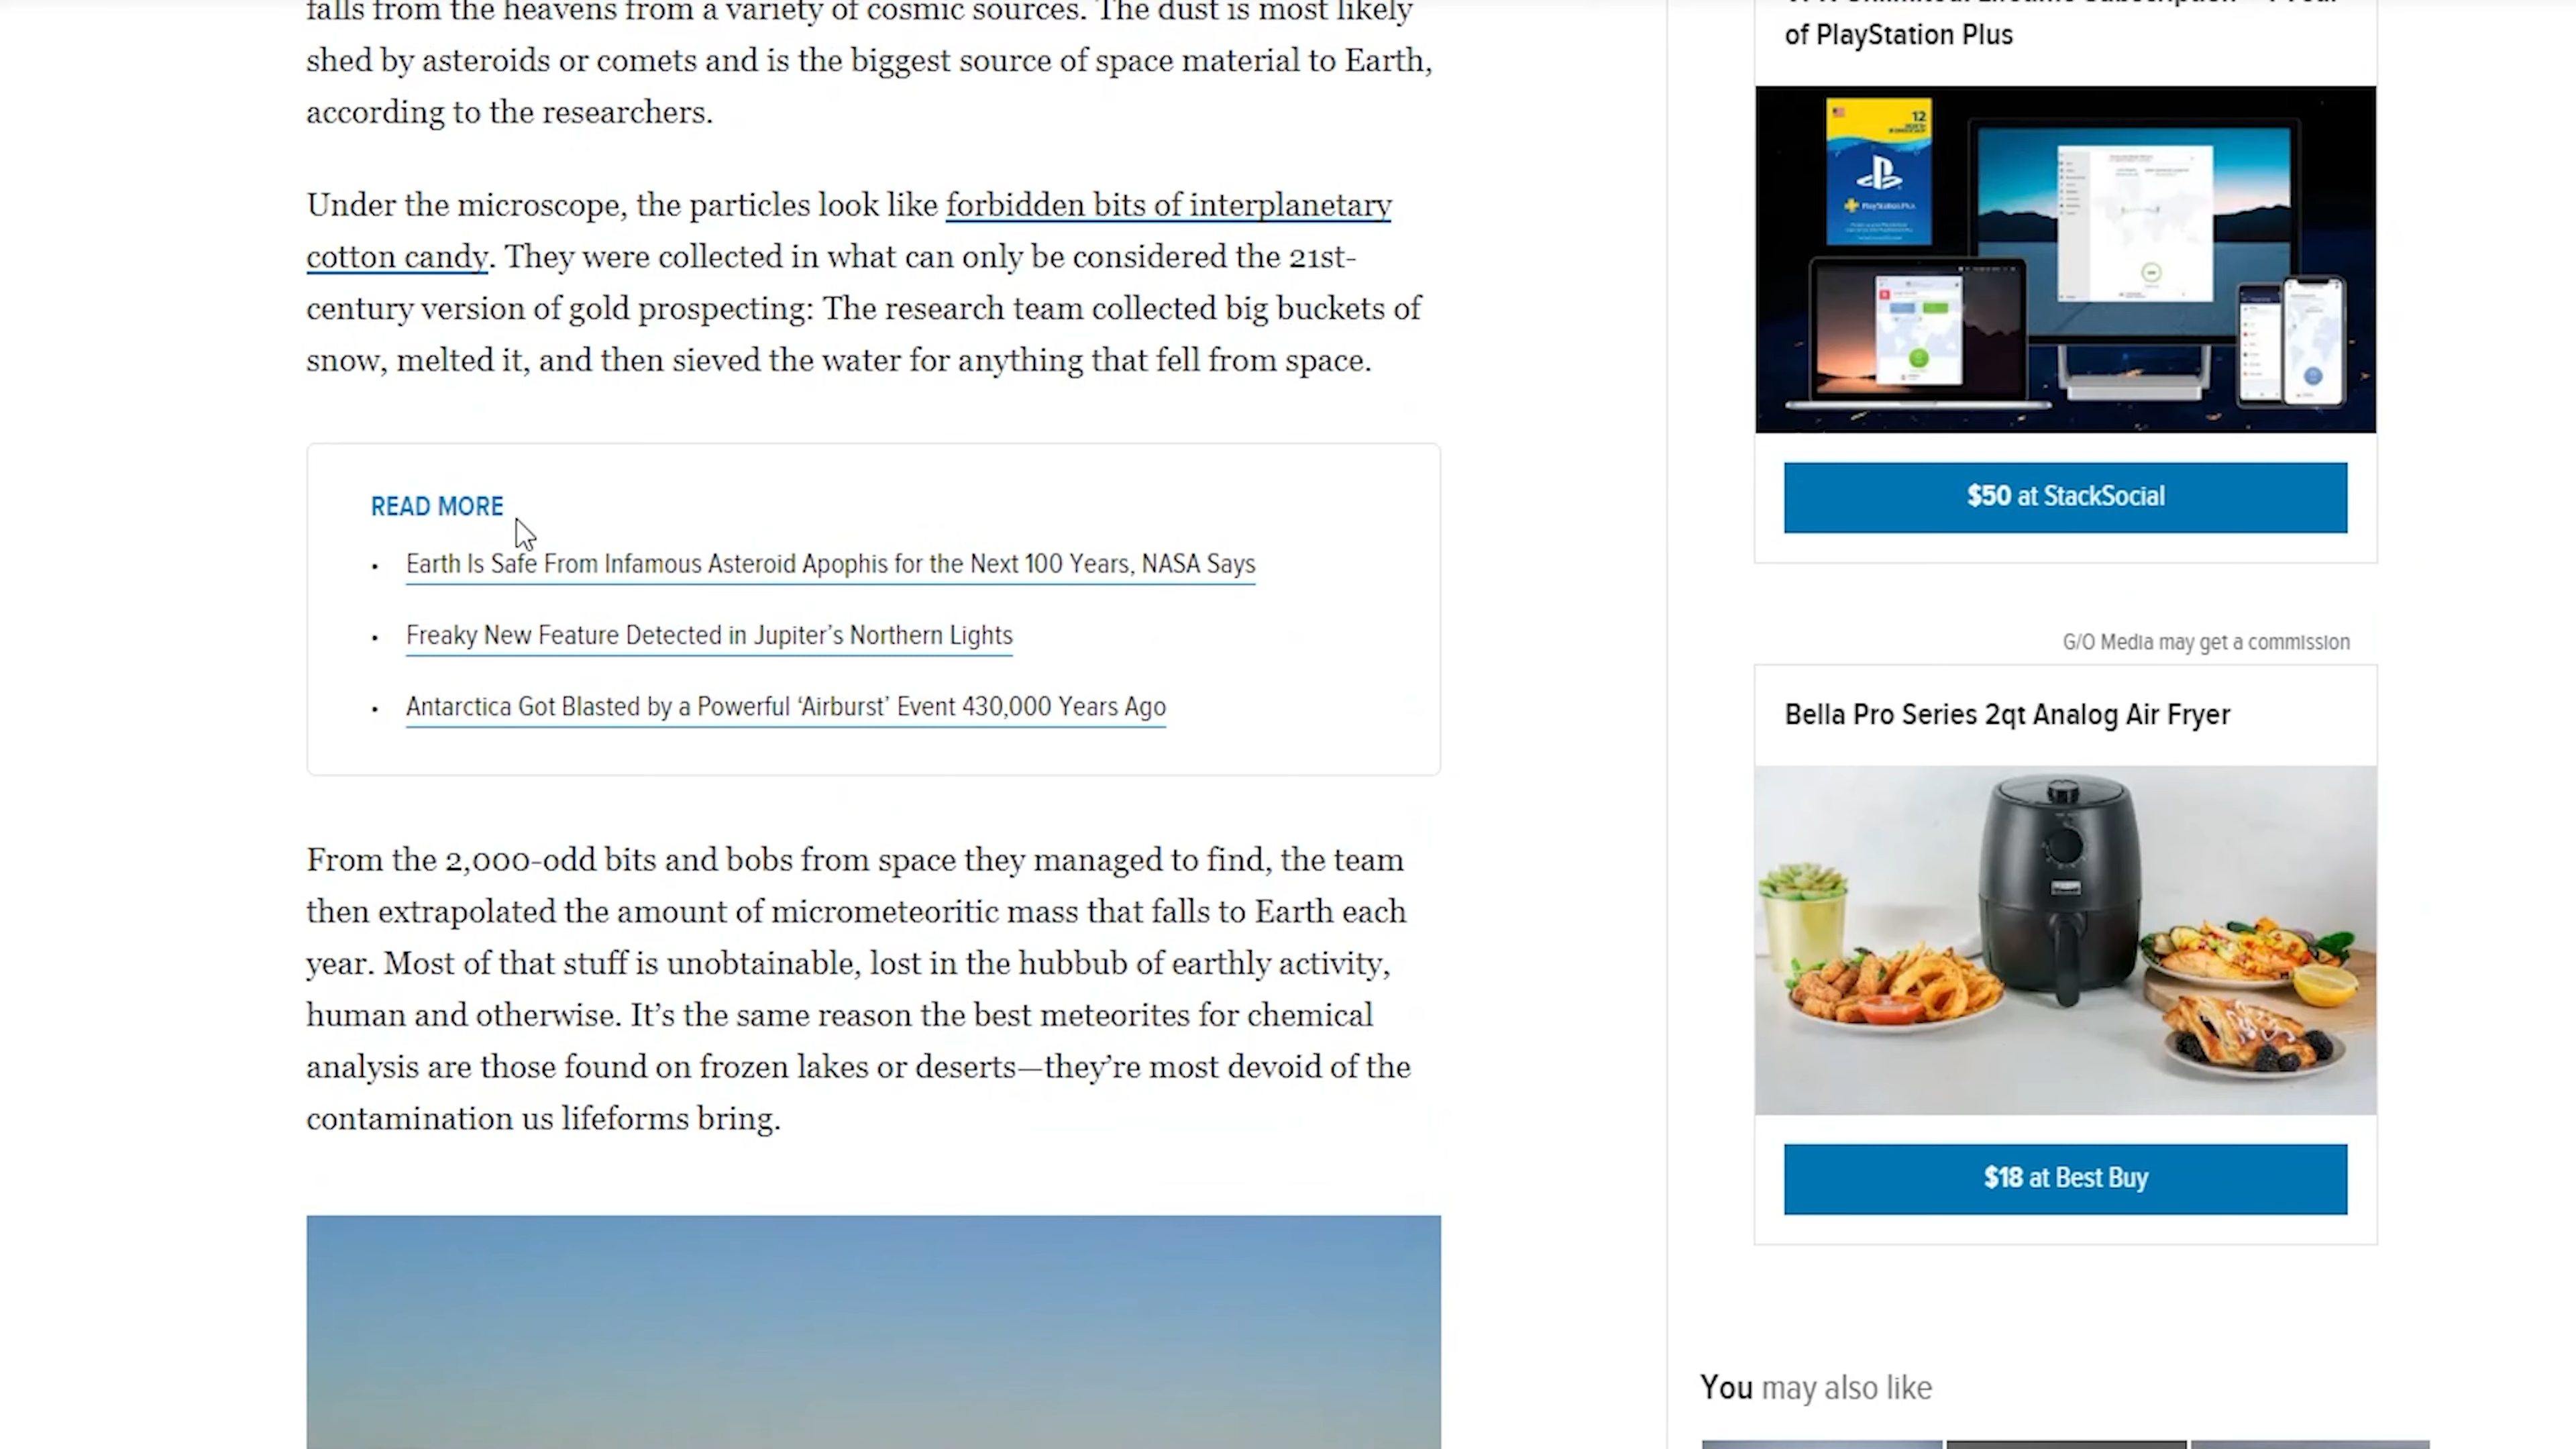 falls from the heavens from a variety of cosmic sources. The dust is most likely
shed by asteroids or comets and is the biggest source of space material to Earth,
according to the researchers.
Under the microscope, the particles look like forbidden bits of interplanetary
cotton candy. They were collected in what can only be considered the 21st-
century version of gold prospecting: The research team collected big buckets of
snow, melted it, and then sieved the water for anything that fell from space.
READ MORE
• Earth Is Safe From Infamous Asteroid Apophis for the Next 100 Years, NASA Says
• Freaky New Feature Detected in Jupiter’s Northern Lights
• Antarctica Got Blasted by a Powerful ‘Airburst’ Event 430,000 Years Ago
From the 2,000-odd bits and bobs from space they managed to find, the team
then extrapolated the amount of micrometeoritic mass that falls to Earth each
year. Most of that stuff is unobtainable, lost in the hubbub of earthly activity,
human and otherwise. It’s the same reason the best meteorites for chemical
analysis are those found on frozen lakes or deserts—they’re most devoid of the
contamination us lifeforms bring.
of PlayStation Plus
12
PlayStation Plus
$50 at StackSocial
G/O Media may get a commission
Bella Pro Series 2qt Analog Air Fryer
$18 at Best Buy
You may also like